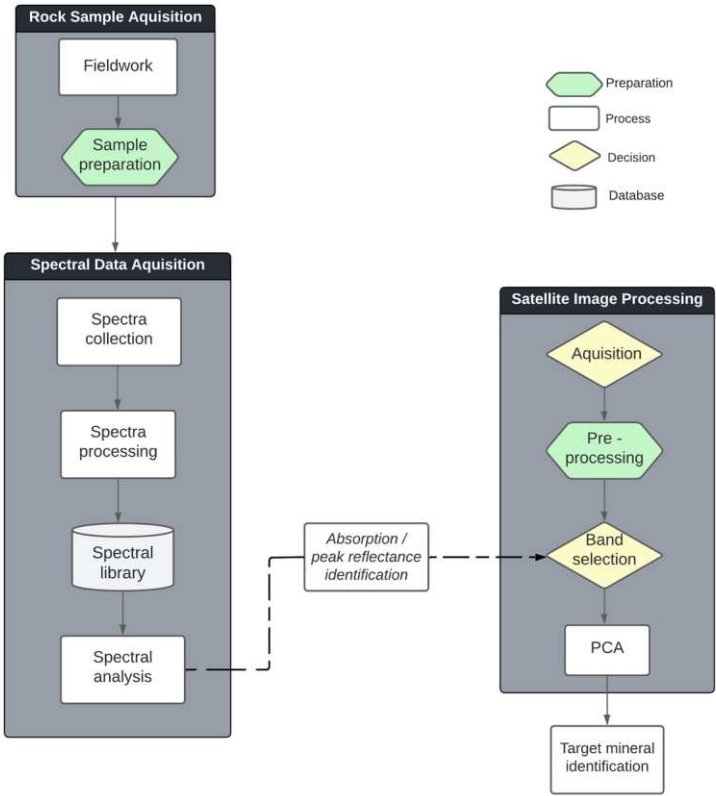 Rock Sample Aquisition
Fieldwork
Sample
preparation
Preparation
Process
Decision
Database
Spectral Data Aquisition
Spectra
collection
Spectra
processing
Spectral
library
Spectral
analysis
Absorption /
peak reflectance
identification
Satellite Image Processing
Aquisition
Pre -
processing
Band
selection
PCA
Target mineral
identification